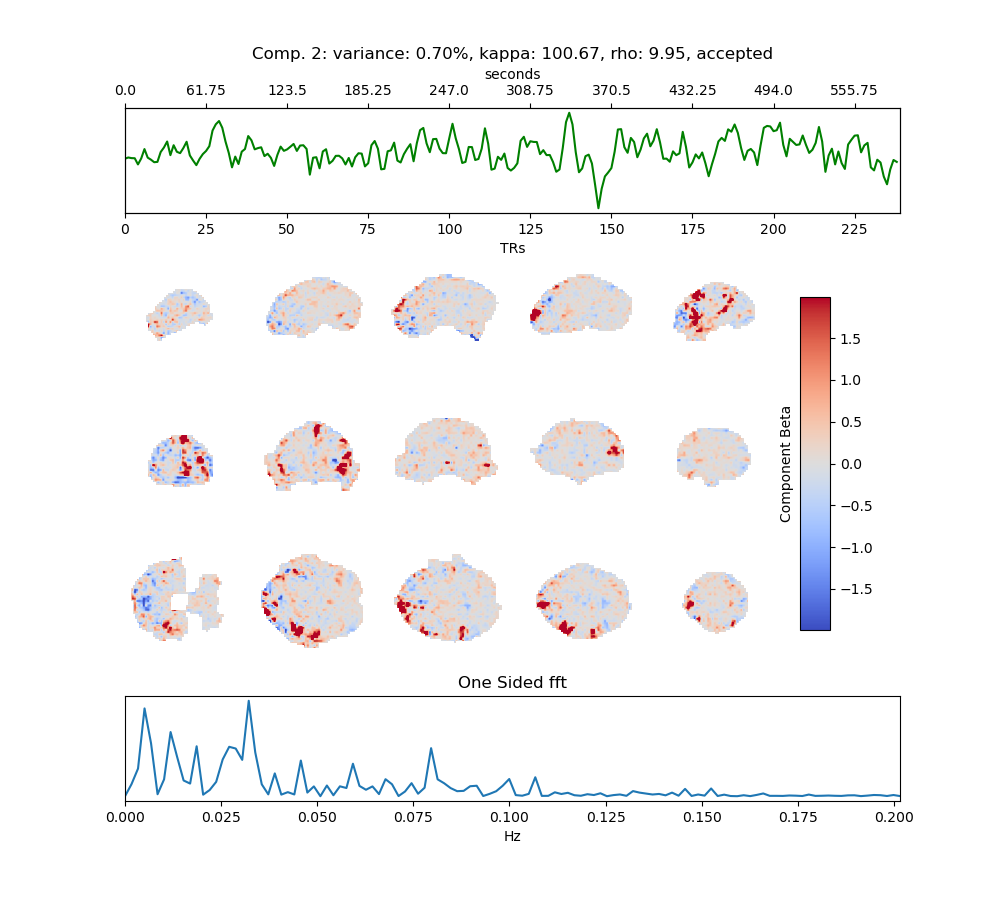 Comp. 2: variance: 0.70%, kappa: 100.67, rho: 9.95, accepted
seconds
0.0 61.75 123.5 185.25 247.0 308.75 370.5 432.25 494.0 555.75
0 25 50 75 100 125 150 175 200 225
TRs
Component Beta
1.5
1.0
0.5
0.0
−0.5
−1.0
−1.5
One Sided fft
0.000 0.025 0.050 0.075 0.100 0.125 0.150 0.175 0.200
Hz